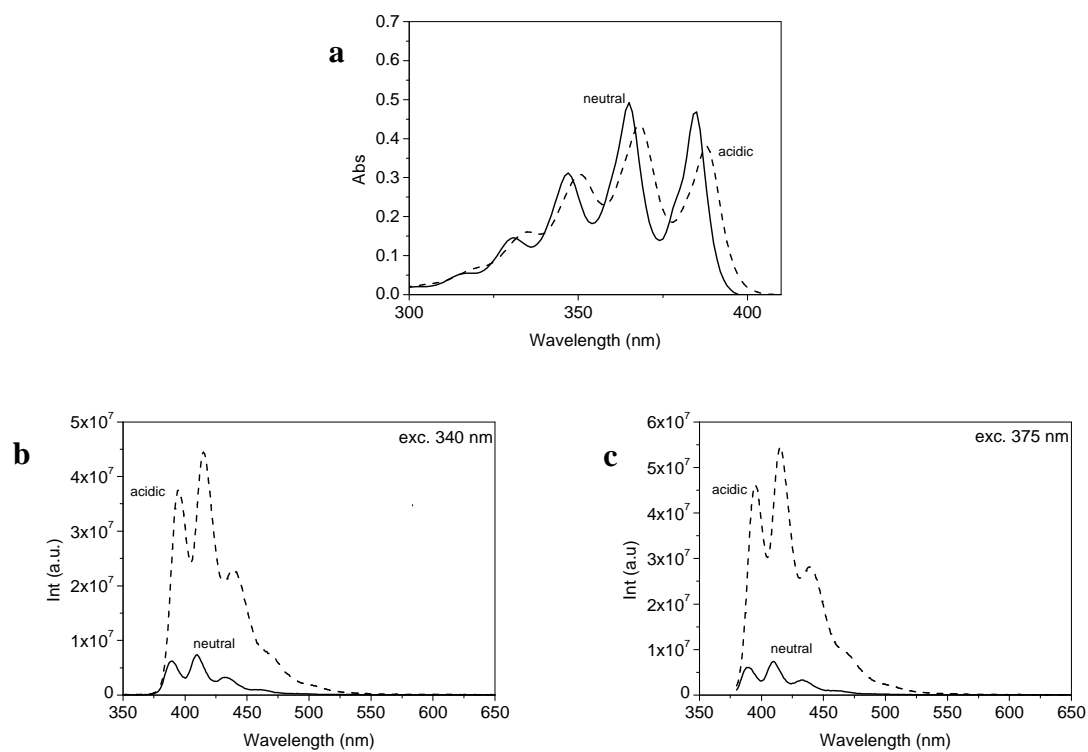 a
0.7
0.6
0.5
0.4
0.3
0.2
0.1
0.0
Abs
neutral
acidic
300
350
400
Wavelength (nm)
b
5x10⁷
4x10⁷
3x10⁷
2x10⁷
1x10⁷
0
Int (a.u.)
exc. 340 nm
acidic
neutral
350 400 450 500 550 600 650
Wavelength (nm)
c
6x10⁷
5x10⁷
4x10⁷
3x10⁷
2x10⁷
1x10⁷
0
Int (a.u)
exc. 375 nm
acidic
neutral
350 400 450 500 550 600 650
Wavelength (nm)